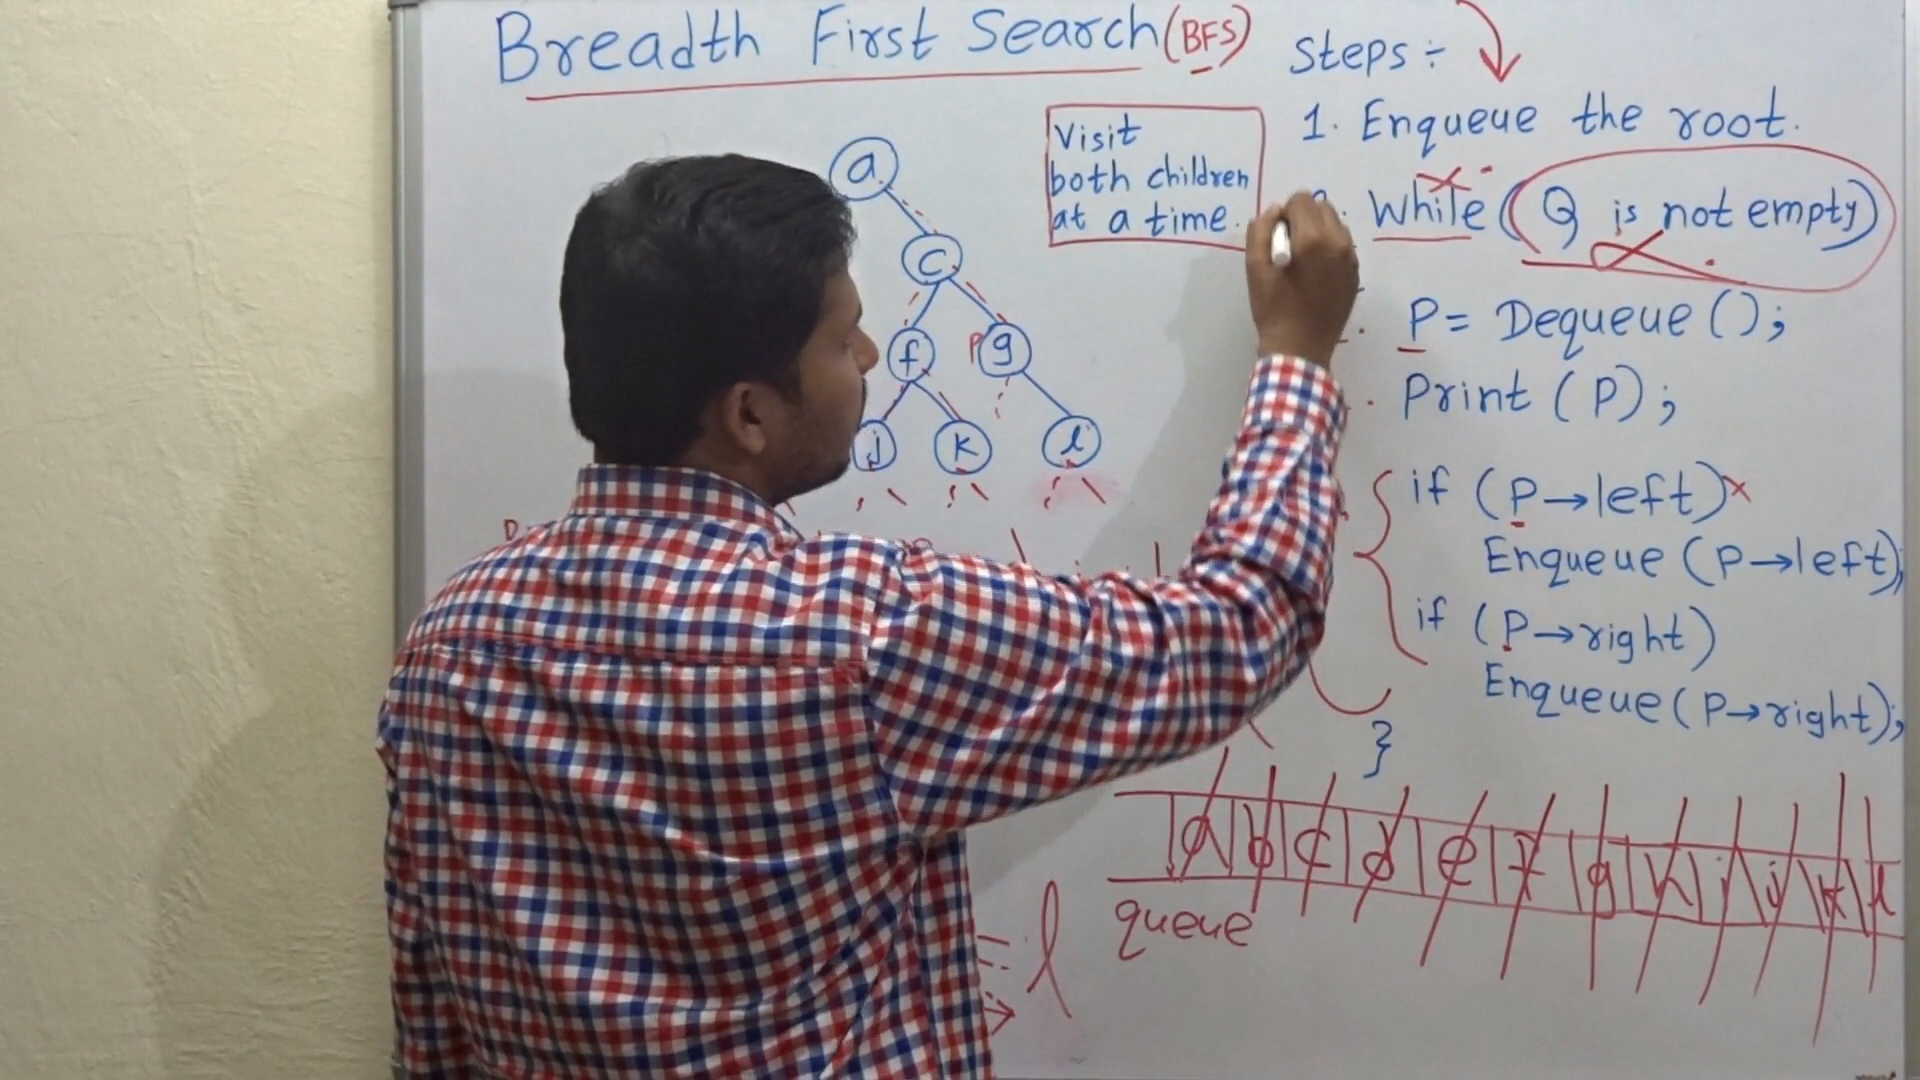 Breadth First Search (BFS)
Steps ÷
Visit
both children
at a time.
1. Enqueue the root.
While (Q is not empty)
P = Dequeue ();
Print (P);
if (P→left) x
Enqueue (P→left);
if (P→right)
Enqueue (P→right);
}
a
c
f
P g
j
k
l
a b c d e f g h i j k l
queue
= l